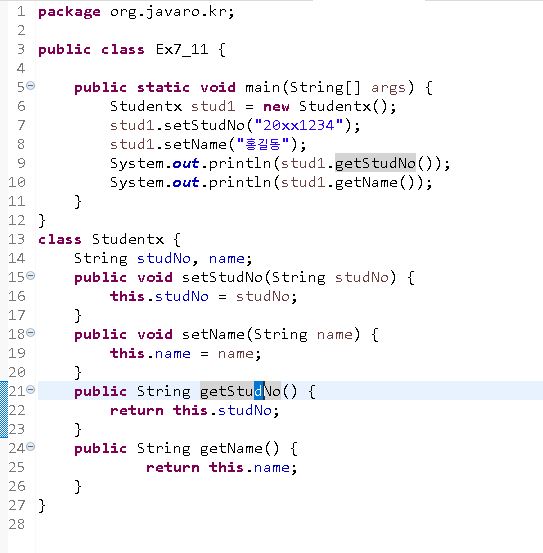 1 package org.javaro.kr;
2
3 public class Ex7_11 {
4
5     public static void main(String[] args) {
6         Studentx stud1 = new Studentx();
7         stud1.setStudNo("20xx1234");
8         stud1.setName("홍길동");
9         System.out.println(stud1.getStudNo());
10         System.out.println(stud1.getName());
11     }
12 }
13 class Studentx {
14     String studNo, name;
15     public void setStudNo(String studNo) {
16         this.studNo = studNo;
17     }
18     public void setName(String name) {
19         this.name = name;
20     }
21     public String getStudNo() {
22         return this.studNo;
23     }
24     public String getName() {
25             return this.name;
26     }
27 }
28